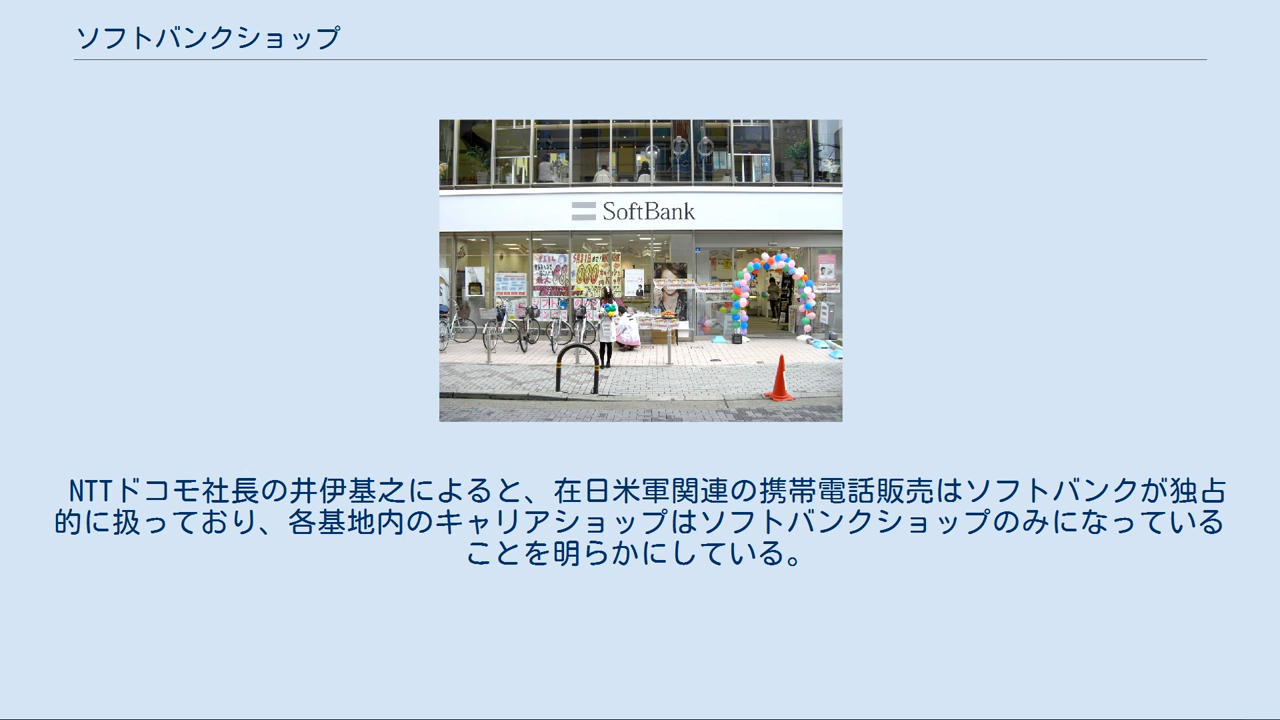 ソフトバンクショップ
SoftBank
NTTドコモ社長の井伊基之によると、在日米軍関連の携帯電話販売はソフトバンクが独占
的に扱っており、各基地内のキャリアショップはソフトバンクショップのみになっている
ことを明らかにしている。